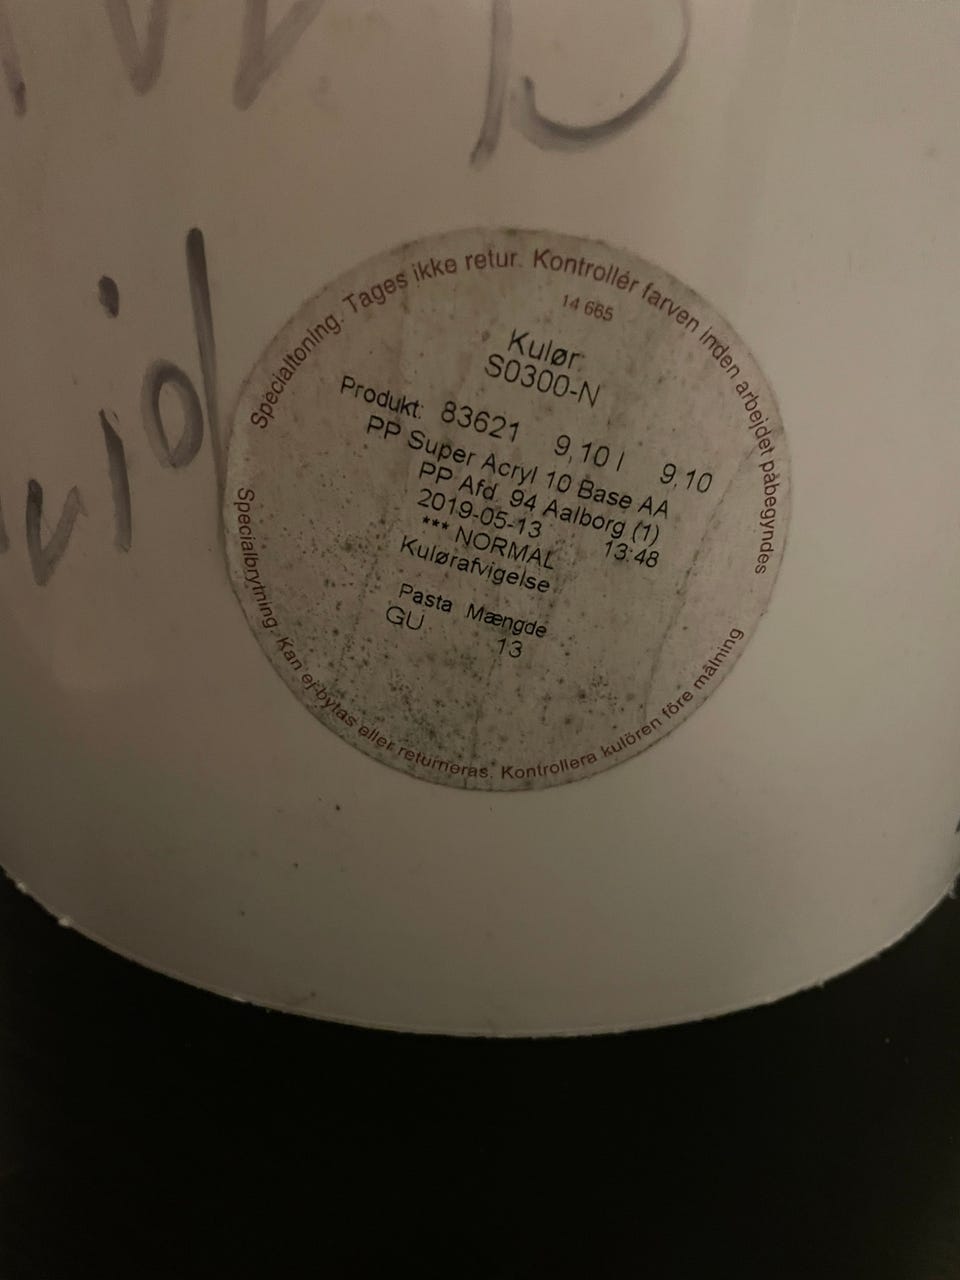 Specialtoning. Tages ikke retur. Kontrollér farven inden arbejdet påbegyndes
14 665
Kulør:
S0300-N
Produkt: 83621 9,10 l 9,10
PP Super Acryl 10 Base AA
PP Afd. 94 Aalborg (1)
2019-05-13 13:48
*** NORMAL
Kulørafvigelse
Pasta Mængde
GU 13
Specialbrytning. Kan ej bytas eller returneras. Kontrollera kulören före målning